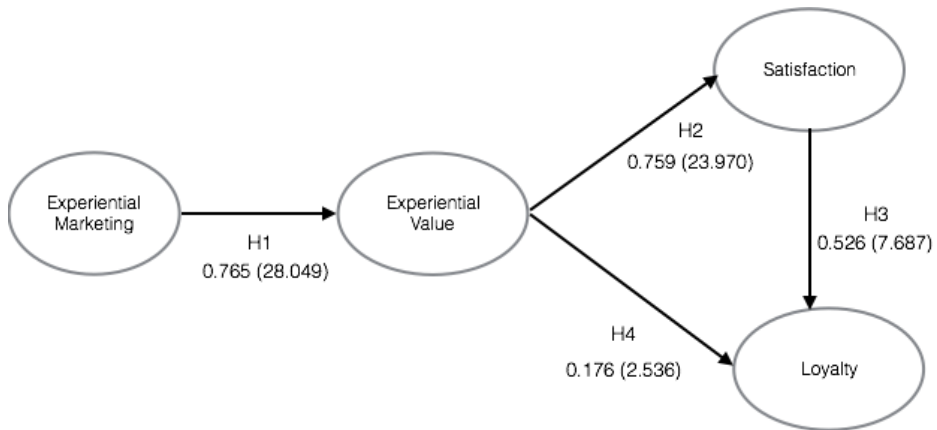 Satisfaction
H2
0.759 (23.970)
Experiential
Marketing
Experiential
Value
H1
0.765 (28.049)
H3
0.526 (7.687)
H4
0.176 (2.536)
Loyalty